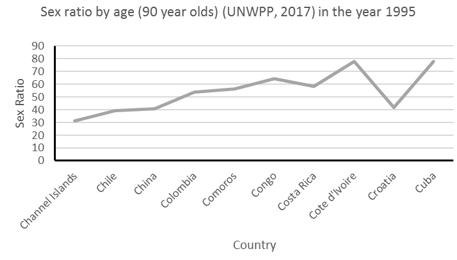 Sex ratio by age (90 year olds) (UNWPP, 2017) in the year 1995
90
80
70
60
50
40
30
20
10
0
Sex Ratio
Channel Islands
Chile
China
Colombia
Comoros
Congo
Costa Rica
Cote d'Ivoire
Croatia
Cuba
Country